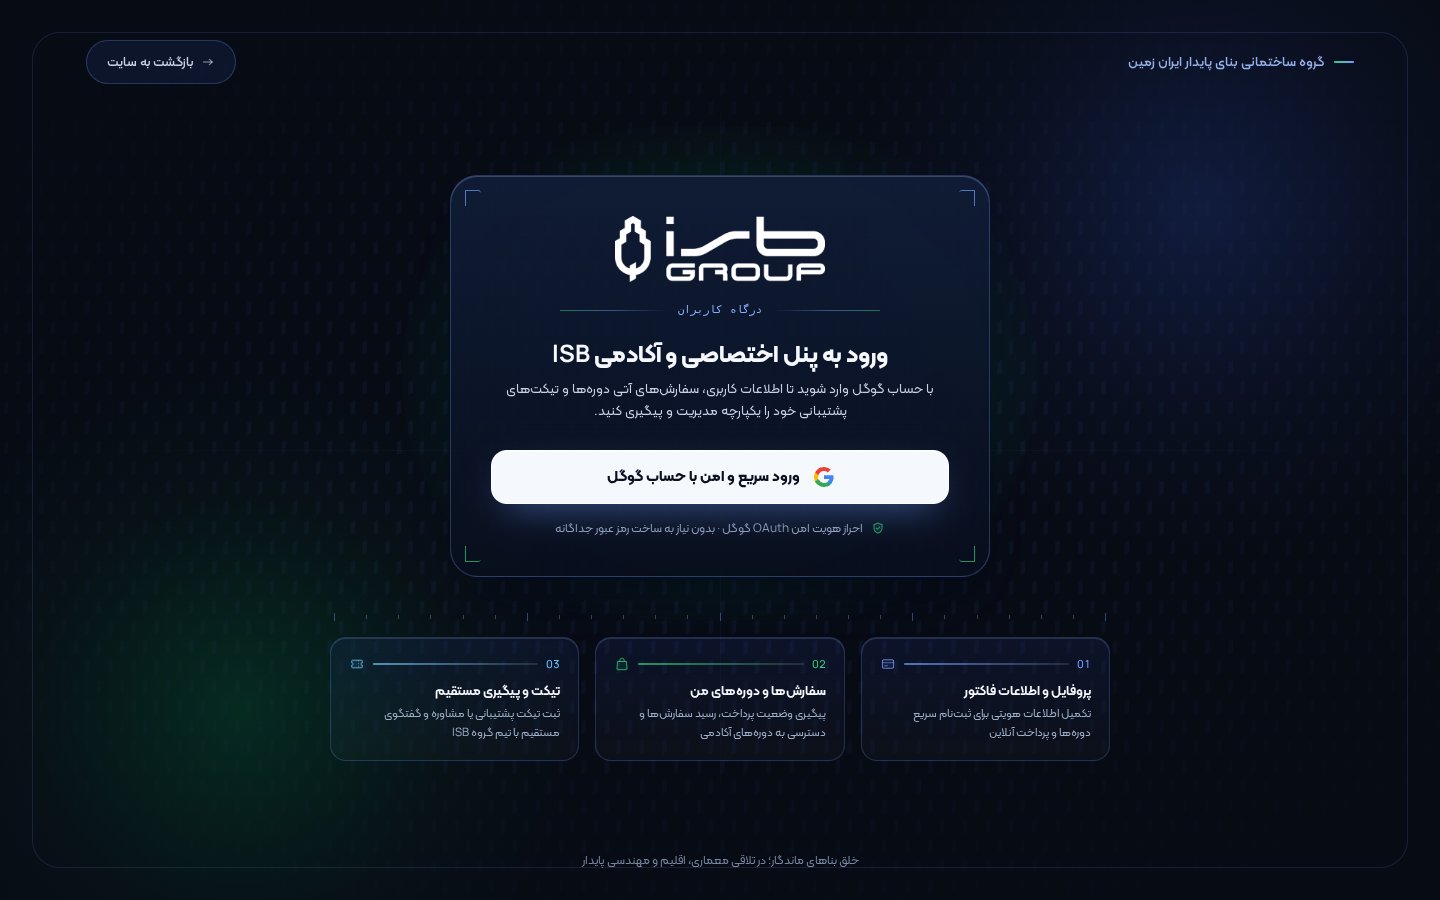 گروه ساختمانی بنای پایدار ایران زمین
بازگشت به سایت
isb
GROUP
درگاه کاربران
ورود به پنل اختصاصی و آکادمی ISB
با حساب گوگل وارد شوید تا اطلاعات کاربری، سفارش‌های آتی دوره‌ها و تیکت‌های
پشتیبانی خود را یکپارچه مدیریت و پیگیری کنید.
ورود سریع و امن با حساب گوگل
احراز هویت امن OAuth گوگل · بدون نیاز به ساخت رمز عبور جداگانه
01
پروفایل و اطلاعات فاکتور
تکمیل اطلاعات هویتی برای ثبت‌نام سریع
دوره‌ها و پرداخت آنلاین
02
سفارش‌ها و دوره‌های من
پیگیری وضعیت پرداخت، رسید سفارش‌ها و
دسترسی به دوره‌های آکادمی
03
تیکت و پیگیری مستقیم
ثبت تیکت پشتیبانی یا مشاوره و گفتگوی
مستقیم با تیم گروه ISB
خلق بناهای ماندگار؛ در تلاقی معماری، اقلیم و مهندسی پایدار